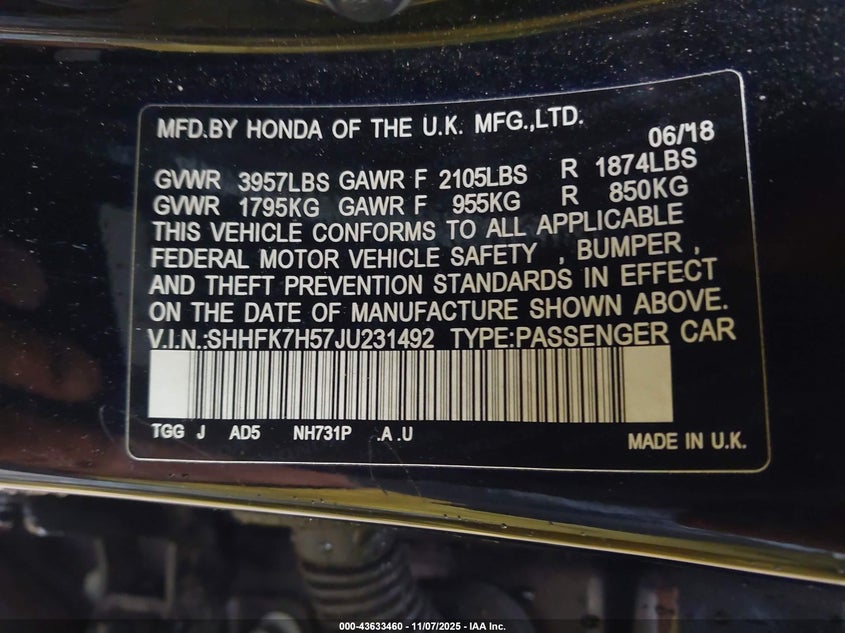 MFD.BY HONDA OF THE U.K. MFG.,LTD.
06/'18
GVWR 3957LBS GAWR F 2105LBS R 1874LBS
GVWR 1795KG GAWR F 955KG R 850KG
THIS VEHICLE CONFORMS TO ALL APPLICABLE
FEDERAL MOTOR VEHICLE SAFETY , BUMPER ,
AND THEFT PREVENTION STANDARDS IN EFFECT
ON THE DATE OF MANUFACTURE SHOWN ABOVE.
V.I.N.:SHHFK7H57JU231492 TYPE:PASSENGER CAR
TGG J AD5 NH731P .A .U
MADE IN U.K.
000-43633460 - 11/07/2025 - IAA Inc.